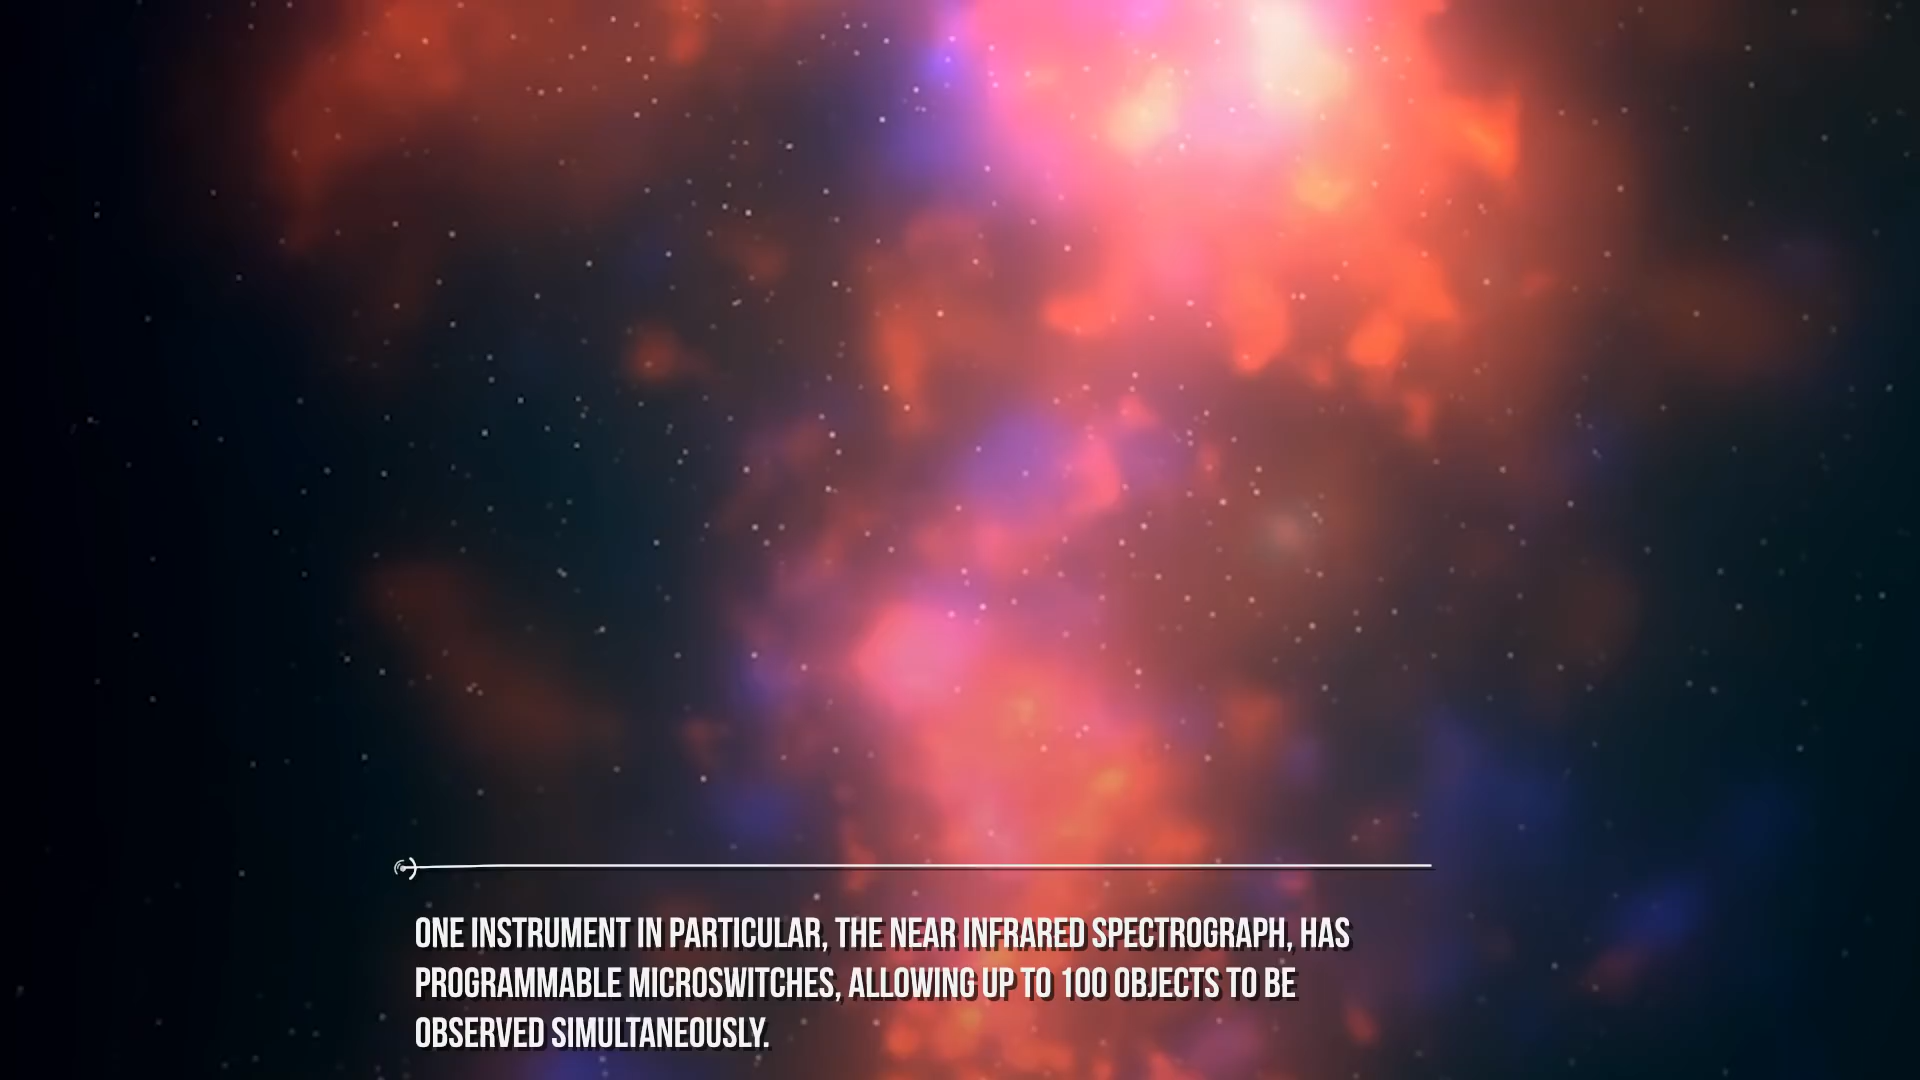 ONE INSTRUMENT IN PARTICULAR, THE NEAR INFRARED SPECTROGRAPH, HAS
PROGRAMMABLE MICROSWITCHES, ALLOWING UP TO 100 OBJECTS TO BE
OBSERVED SIMULTANEOUSLY.